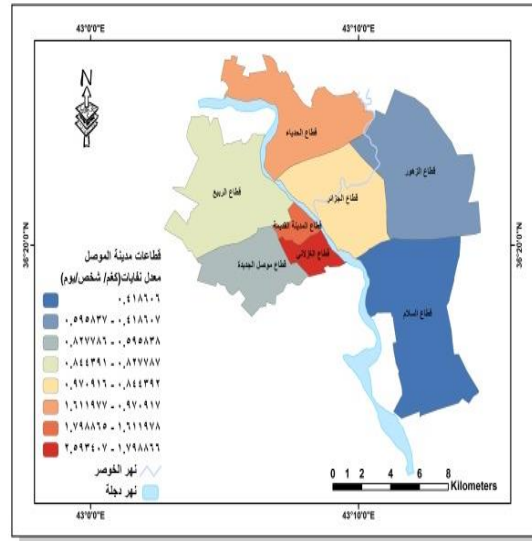 43°0'0"E 43°10'0"E
N
قطاع الحدباء
قطاع الزهور
قطاع الربيع
قطاع الجزائر
قطاع المدينة القديمة
36°20'0"N 36°20'0"N
قطاع الغزلاني
قطاع موصل الجديدة
قطاع السلام
قطاعات مدينة الموصل
معدل نفايات(كغم/ شخص/يوم)
٠,٤١٨٦٠٦
٠,٤١٨٦٠٧ - ٠,٥٩٥٨٣٧
٠,٥٩٥٨٣٨ - ٠,٨٢٧٧٨٦
٠,٨٢٧٧٨٧ - ٠,٨٤٤٣٩١
٠,٨٤٤٣٩٢ - ٠,٩٧٠٩١٦
٠,٩٧٠٩١٧ - ١,٦١١٩٧٧
١,٦١١٩٧٨ - ١,٧٩٨٨٦٥
١,٧٩٨٨٦٦ - ٢,٥٩٣٤٠٧
نهر الخوصر
نهر دجلة
0 1 2 4 6 8
Kilometers
43°0'0"E 43°10'0"E